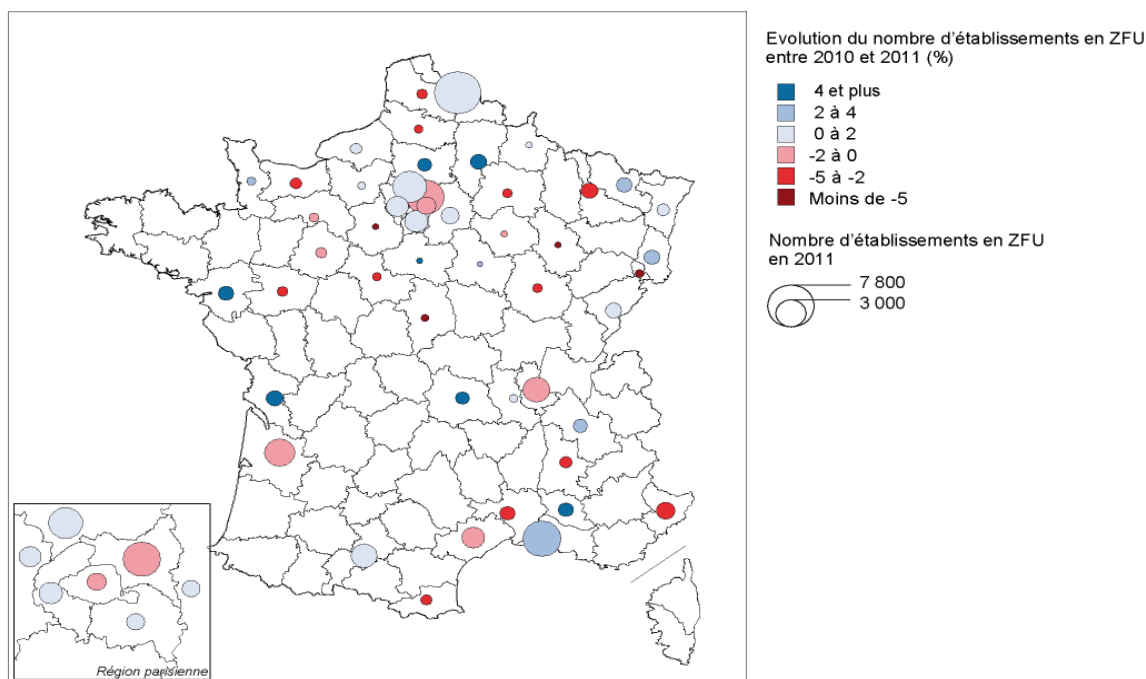 Evolution du nombre d'établissements en ZFU
entre 2010 et 2011 (%)
4 et plus
2 à 4
0 à 2
-2 à 0
-5 à -2
Moins de -5
Nombre d'établissements en ZFU
en 2011
7 800
3 000
Région parisienne